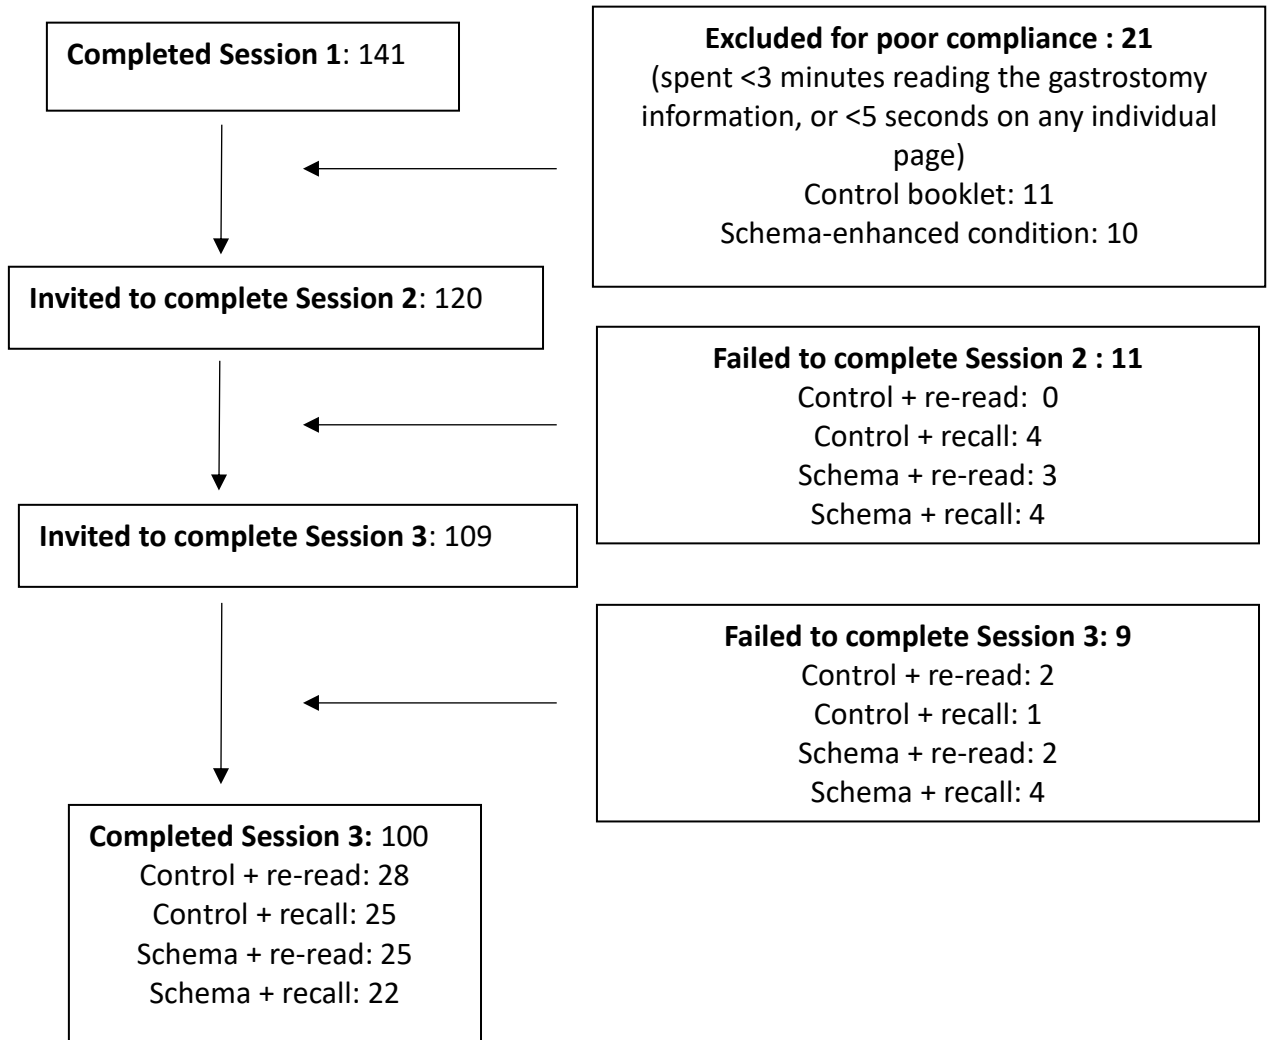 Completed Session 1: 141
Excluded for poor compliance : 21
(spent <3 minutes reading the gastrostomy
information, or <5 seconds on any individual
page)
Control booklet: 11
Schema-enhanced condition: 10
Invited to complete Session 2: 120
Failed to complete Session 2 : 11
Control + re-read:  0
Control + recall: 4
Schema + re-read: 3
Schema + recall: 4
Invited to complete Session 3: 109
Failed to complete Session 3: 9
Control + re-read: 2
Control + recall: 1
Schema + re-read: 2
Schema + recall: 4
Completed Session 3: 100
Control + re-read: 28
Control + recall: 25
Schema + re-read: 25
Schema + recall: 22